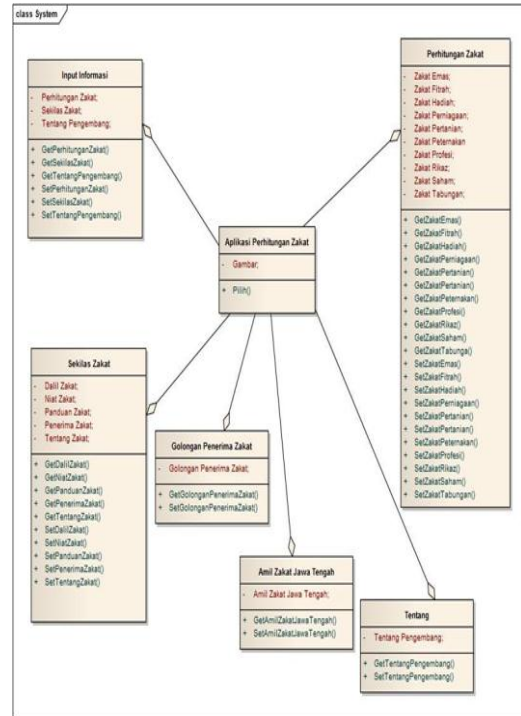 class System
Input Informasi
- Perhitungan Zakat;
- Sekilas Zakat;
- Tentang Pengembang;
+ GetPerhitunganZakat()
+ GetSekilasZakat()
+ GetTentangPengembang()
+ SetPerhitunganZakat()
+ SetSekilasZakat()
+ SetTentangPengembang()
Perhitungan Zakat
- Zakat Emas;
- Zakat Fitrah;
- Zakat Hadiah;
- Zakat Perniagaan;
- Zakat Pertanian;
- Zakat Peternakan
- Zakat Profesi;
- Zakat Rikaz;
- Zakat Saham;
- Zakat Tabungan;
+ GetZakatEmas()
+ GetZakatFitrah()
+ GetZakatHadiah()
+ GetZakatPerniagaan()
+ GetZakatPertanian()
+ GetZakatPertanian()
+ GetZakatPeternakan()
+ GetZakatProfesi()
+ GetZakatRikaz()
+ GetZakatSaham()
+ GetZakatTabunga()
+ SetZakatEmas()
+ SetZakatFitrah()
+ SetZakatHadiah()
+ SetZakatPerniagaan()
+ SetZakatPertanian()
+ SetZakatPertanian()
+ SetZakatPeternakan()
+ SetZakatProfesi()
+ SetZakatRikaz()
+ SetZakatSaham()
+ SetZakatTabungan()
Aplikasi Perhitungan Zakat
- Gambar;
+ Pilih()
Sekilas Zakat
- Dalil Zakat;
- Niat Zakat;
- Panduan Zakat;
- Penerima Zakat;
- Tentang Zakat;
+ GetDalilZakat()
+ GetNiatZakat()
+ GetPanduanZakat()
+ GetPenerimaZakat()
+ GetTentangZakat()
+ SetDalilZakat()
+ SetNiatZakat()
+ SetPanduanZakat()
+ SetPenerimaZakat()
+ SetTentangZakat()
Golongan Penerima Zakat
- Golongan Penerima Zakat;
+ GetGolonganPenerimaZakat()
+ SetGolonganPenerimaZakat()
Amil Zakat Jawa Tengah
- Amil Zakat Jawa Tengah;
+ GetAmilZakatJawaTengah()
+ SetAmilZakatJawaTengah()
Tentang
- Tentang Pengembang;
+ GetTentangPengembang()
+ SetTentangPengembang()